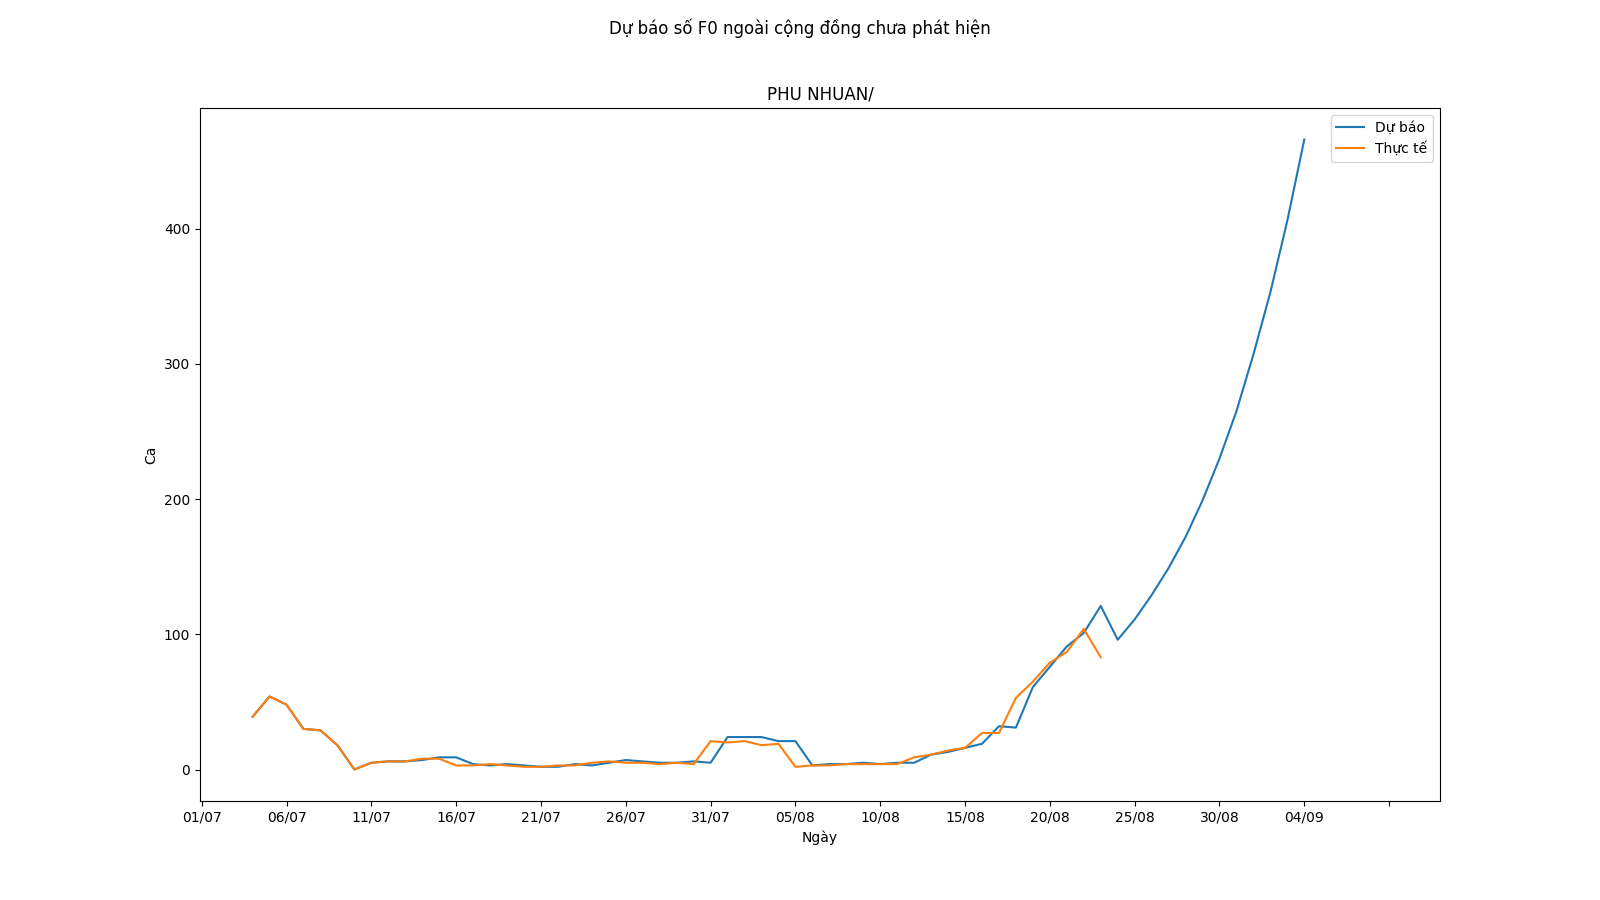 Dự báo số F0 ngoài cộng đồng chưa phát hiện
PHU NHUAN/
Dự báo
Thực tế
Ca
400
300
200
100
0
01/07 06/07 11/07 16/07 21/07 26/07 31/07 05/08 10/08 15/08 20/08 25/08 30/08 04/09
Ngày